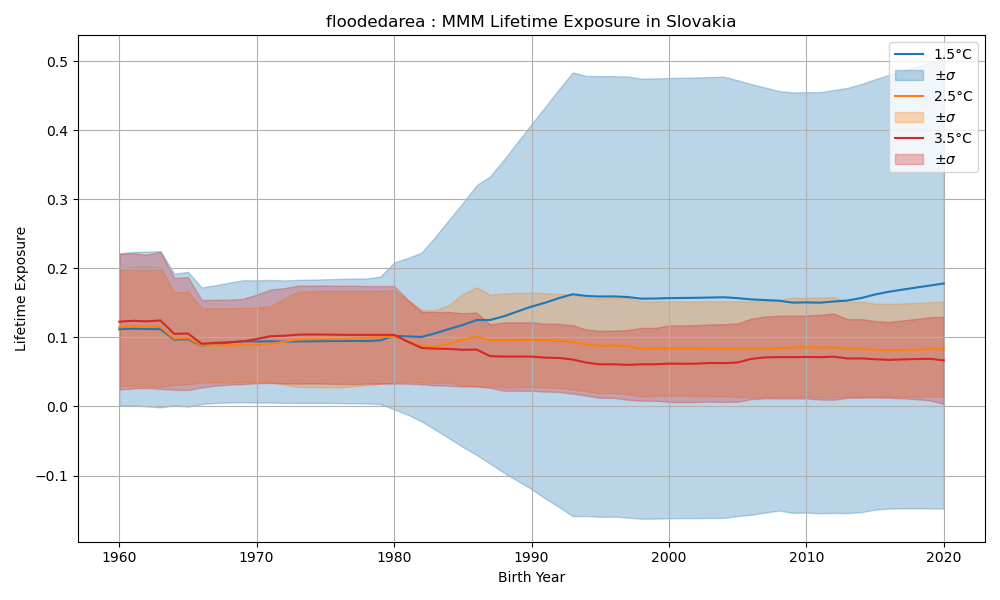 floodedarea : MMM Lifetime Exposure in Slovakia
1.5°C
±σ
2.5°C
±σ
3.5°C
±σ
0.5
0.4
0.3
0.2
0.1
0.0
−0.1
Lifetime Exposure
1960 1970 1980 1990 2000 2010 2020
Birth Year